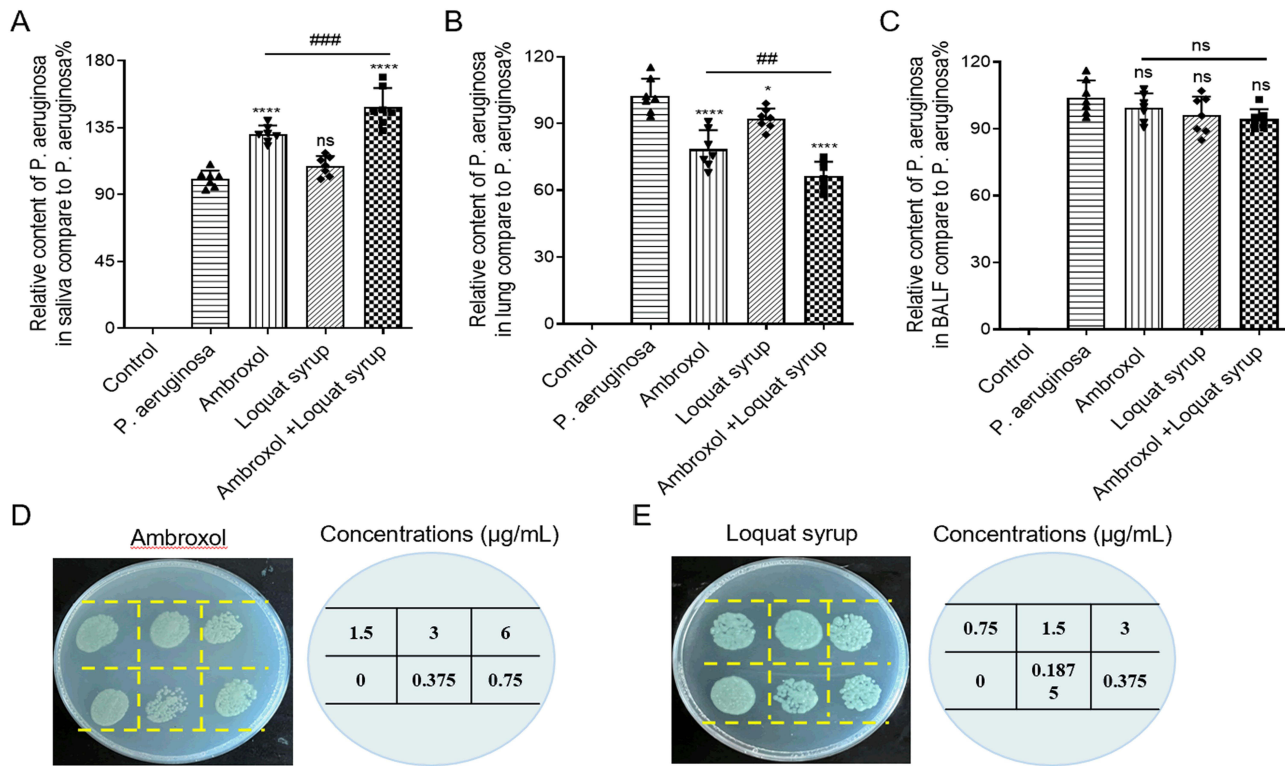 A
Relative content of P. aeruginosa
in saliva compare to P. aeruginosa%
180
135
90
45
0
###
****
ns
****
Control
P. aeruginosa
Ambroxol
Loquat syrup
Ambroxol +Loquat syrup
B
Relative content of P. aeruginosa
in lung compare to P. aeruginosa%
120
90
60
30
0
##
****
*
****
Control
P. aeruginosa
Ambroxol
Loquat syrup
Ambroxol +Loquat syrup
C
Relative content of P. aeruginosa
in BALF compare to P. aeruginosa%
120
90
60
30
0
ns
ns
ns
ns
Control
P. aeruginosa
Ambroxol
Loquat syrup
Ambroxol +Loquat syrup
D
Ambroxol
Concentrations (μg/mL)
1.5 3 6
0 0.375 0.75
E
Loquat syrup
Concentrations (μg/mL)
0.75 1.5 3
0 0.187 0.375
5